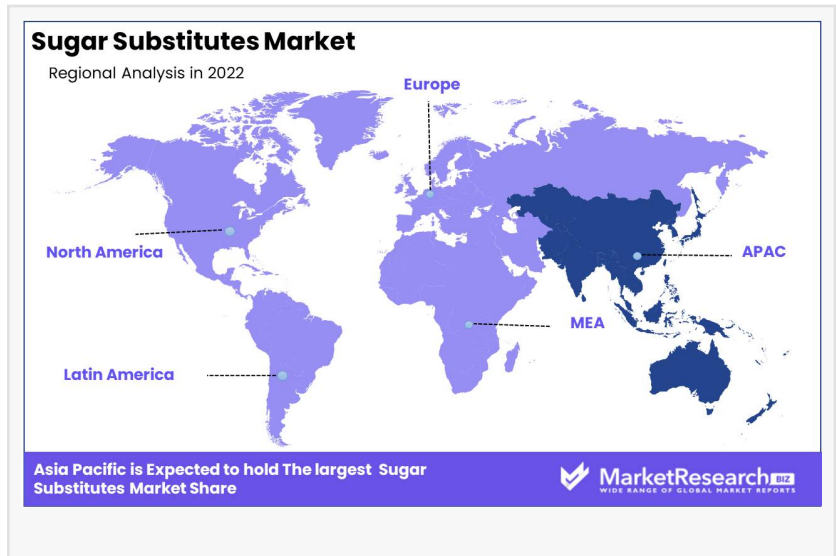 Sugar Substitutes Market
Regional Analysis in 2022
Europe
North America
APAC
MEA
Latin America
Asia Pacific is Expected to hold The largest Sugar
Substitutes Market Share
MarketResearch BIZ
WIDE RANGE OF GLOBAL MARKET REPORTS